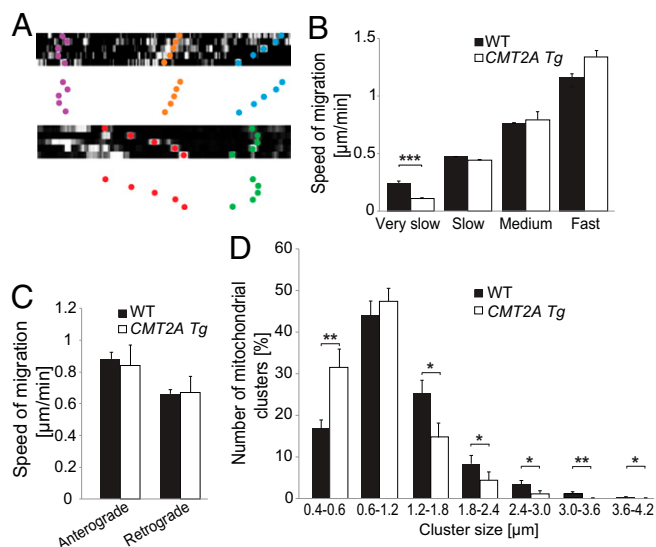 A
B
WT
CMT2A Tg
Speed of migration
[µm/min]
1.5
1
0.5
0
***
Very slow Slow Medium Fast
C
WT
CMT2A Tg
Speed of migration
[µm/min]
1.2
1
0.8
0.6
0.4
0.2
0
Anterograde
Retrograde
D
WT
CMT2A Tg
Number of mitochondrial
clusters [%]
60
50
40
30
20
10
0
** * * * ** *
0.4-0.6 0.6-1.2 1.2-1.8 1.8-2.4 2.4-3.0 3.0-3.6 3.6-4.2
Cluster size [µm]